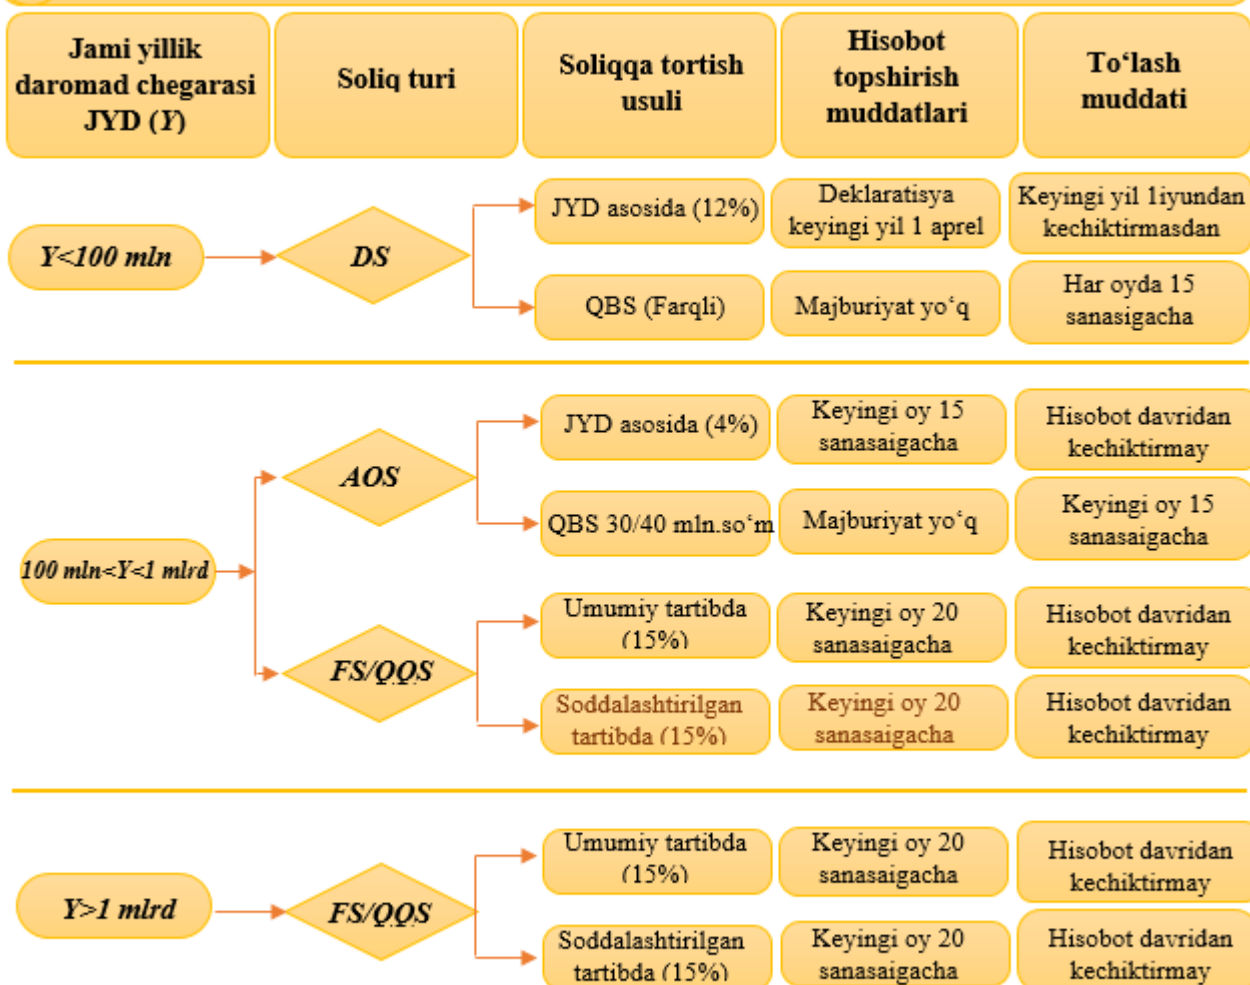 Jami yillik
daromad chegarasi
JYD (Y)
Soliq turi
Soliqqa tortish
usuli
Hisobot
topshirish
muddatlari
To‘lash
muddati
Y<100 mln
DS
JYD asosida (12%)
Deklaratisya
keyingi yil 1 aprel
Keyingi yil 1iyundan
kechiktirmasdan
QBS (Farqli)
Majburiyat yo‘q
Har oyda 15
sanasigacha
100 mln<Y<1 mlrd
AOS
JYD asosida (4%)
Keyingi oy 15
sanasaigacha
Hisobot davridan
kechiktirmay
QBS 30/40 mln.so‘m
Majburiyat yo‘q
Keyingi oy 15
sanasaigacha
FS/QQS
Umumiy tartibda
(15%)
Keyingi oy 20
sanasaigacha
Hisobot davridan
kechiktirmay
Soddalashtirilgan
tartibda (15%)
Keyingi oy 20
sanasaigacha
Hisobot davridan
kechiktirmay
Y>1 mlrd
FS/QQS
Umumiy tartibda
(15%)
Keyingi oy 20
sanasaigacha
Hisobot davridan
kechiktirmay
Soddalashtirilgan
tartibda (15%)
Keyingi oy 20
sanasaigacha
Hisobot davridan
kechiktirmay